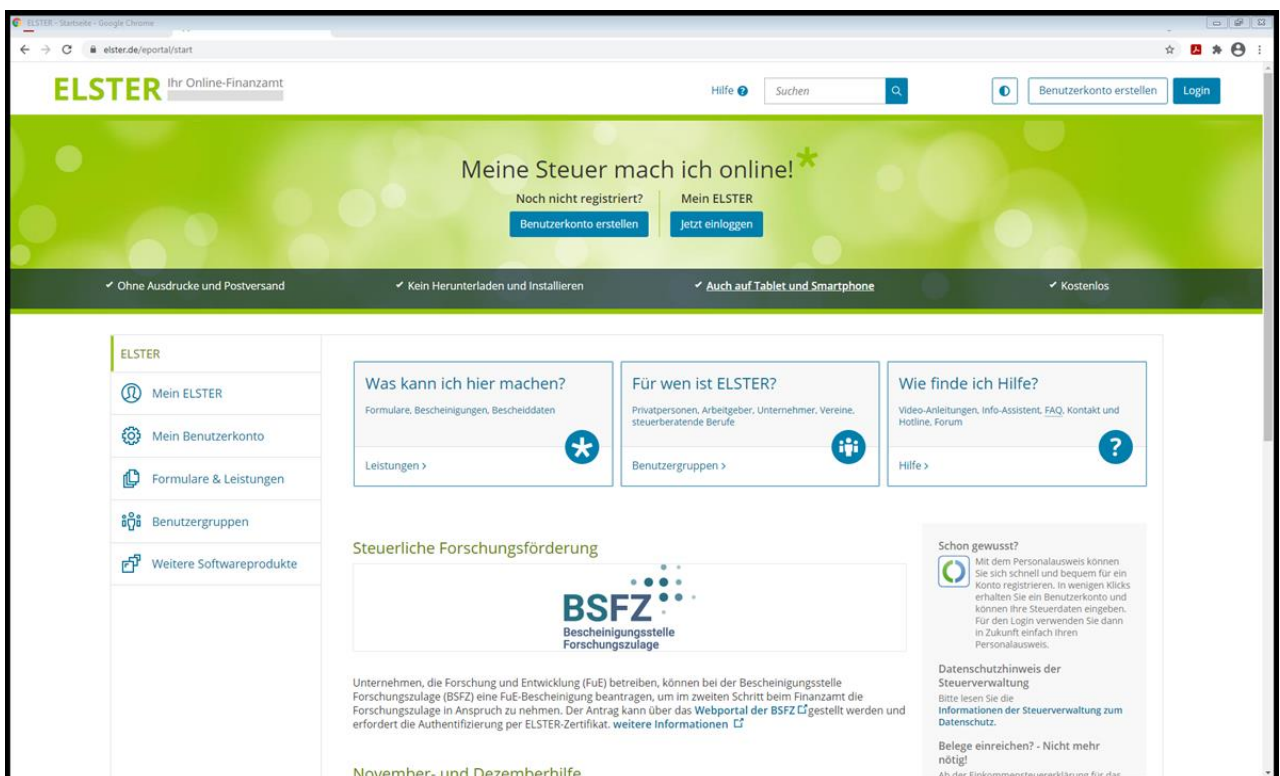 ELSTER - Startseite - Google Chrome
elster.de/eportal/start
ELSTER Ihr Online-Finanzamt
Hilfe
Suchen
Benutzerkonto erstellen
Login
Meine Steuer mach ich online!*
Noch nicht registriert?
Mein ELSTER
Benutzerkonto erstellen
Jetzt einloggen
Ohne Ausdrucke und Postversand
Kein Herunterladen und Installieren
Auch auf Tablet und Smartphone
Kostenlos
ELSTER
Mein ELSTER
Mein Benutzerkonto
Formulare & Leistungen
Benutzergruppen
Weitere Softwareprodukte
Was kann ich hier machen?
Formulare, Bescheinigungen, Bescheiddaten
Leistungen >
Für wen ist ELSTER?
Privatpersonen, Arbeitgeber, Unternehmer, Vereine,
steuerberatende Berufe
Benutzergruppen >
Wie finde ich Hilfe?
Video-Anleitungen, Info-Assistent, FAQ, Kontakt und
Hotline, Forum
Hilfe >
Steuerliche Forschungsförderung
BSFZ
Bescheinigungsstelle
Forschungszulage
Unternehmen, die Forschung und Entwicklung (FuE) betreiben, können bei der Bescheinigungsstelle
Forschungszulage (BSFZ) eine FuE-Bescheinigung beantragen, um im zweiten Schritt beim Finanzamt die
Forschungszulage in Anspruch zu nehmen. Der Antrag kann über das Webportal der BSFZ gestellt werden und
erfordert die Authentifizierung per ELSTER-Zertifikat. weitere Informationen
November- und Dezemberhilfe
Schon gewusst?
Mit dem Personalausweis können
Sie sich schnell und bequem für ein
Konto registrieren. In wenigen Klicks
erhalten Sie ein Benutzerkonto und
können Ihre Steuerdaten eingeben.
Für den Login verwenden Sie dann
in Zukunft einfach Ihren
Personalausweis.
Datenschutzhinweis der
Steuerverwaltung
Bitte lesen Sie die
Informationen der Steuerverwaltung zum
Datenschutz.
Belege einreichen? - Nicht mehr
nötig!
Ab der Einkommensteuererklärung für das